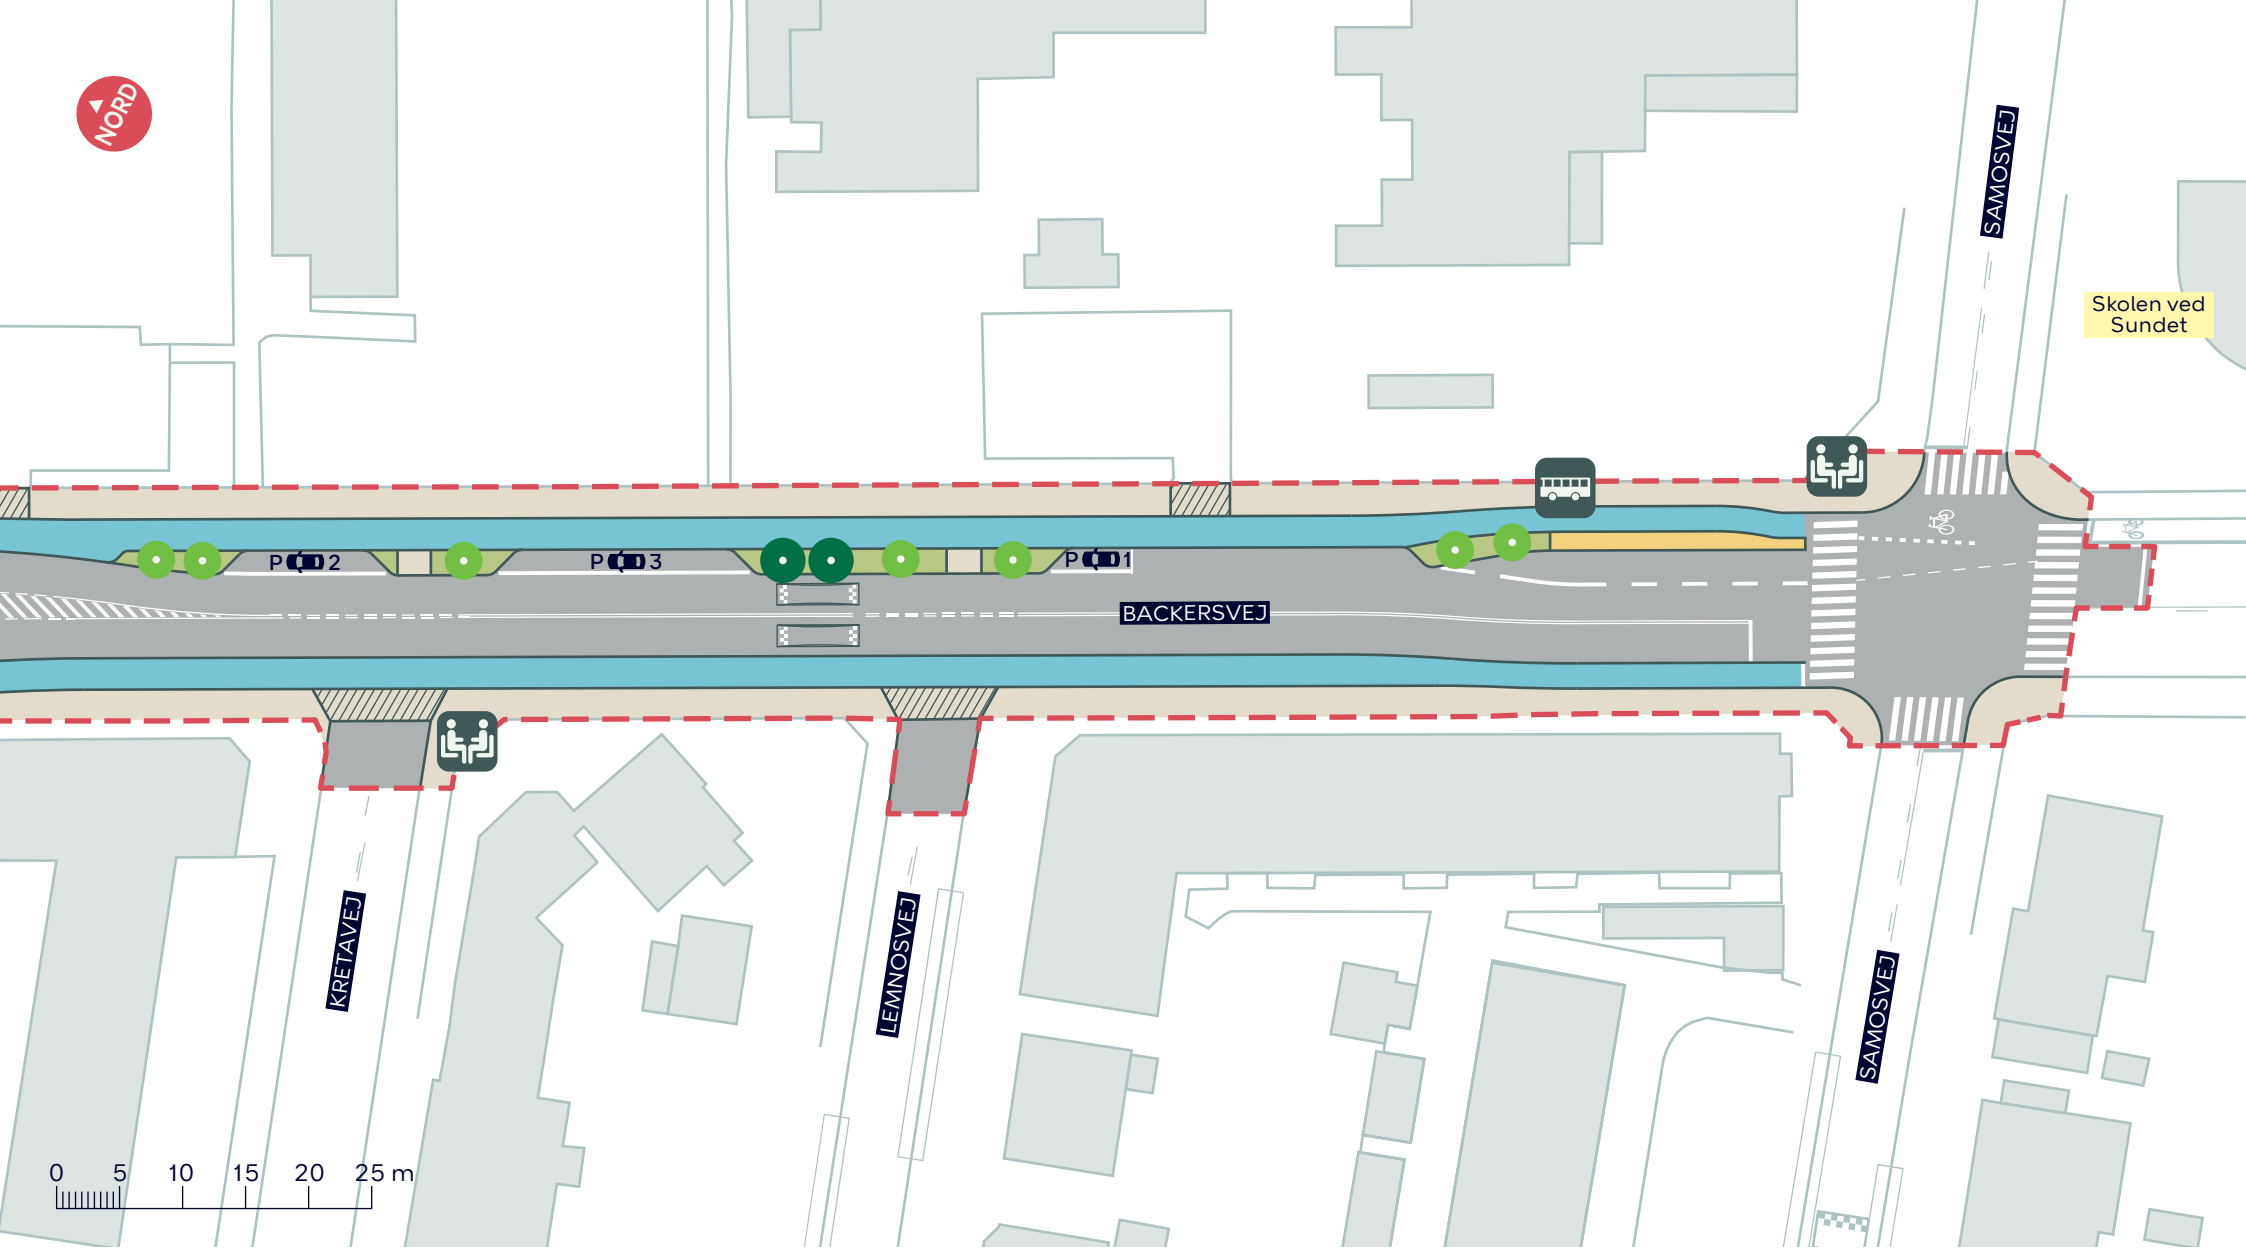 NORD
SAMOSVEJ
Skolen ved
Sundet
P 2
P 3
P 1
BACKERSVEJ
KRETAVEJ
LEMNOSVEJ
SAMOSVEJ
0 5 10 15 20 25 m